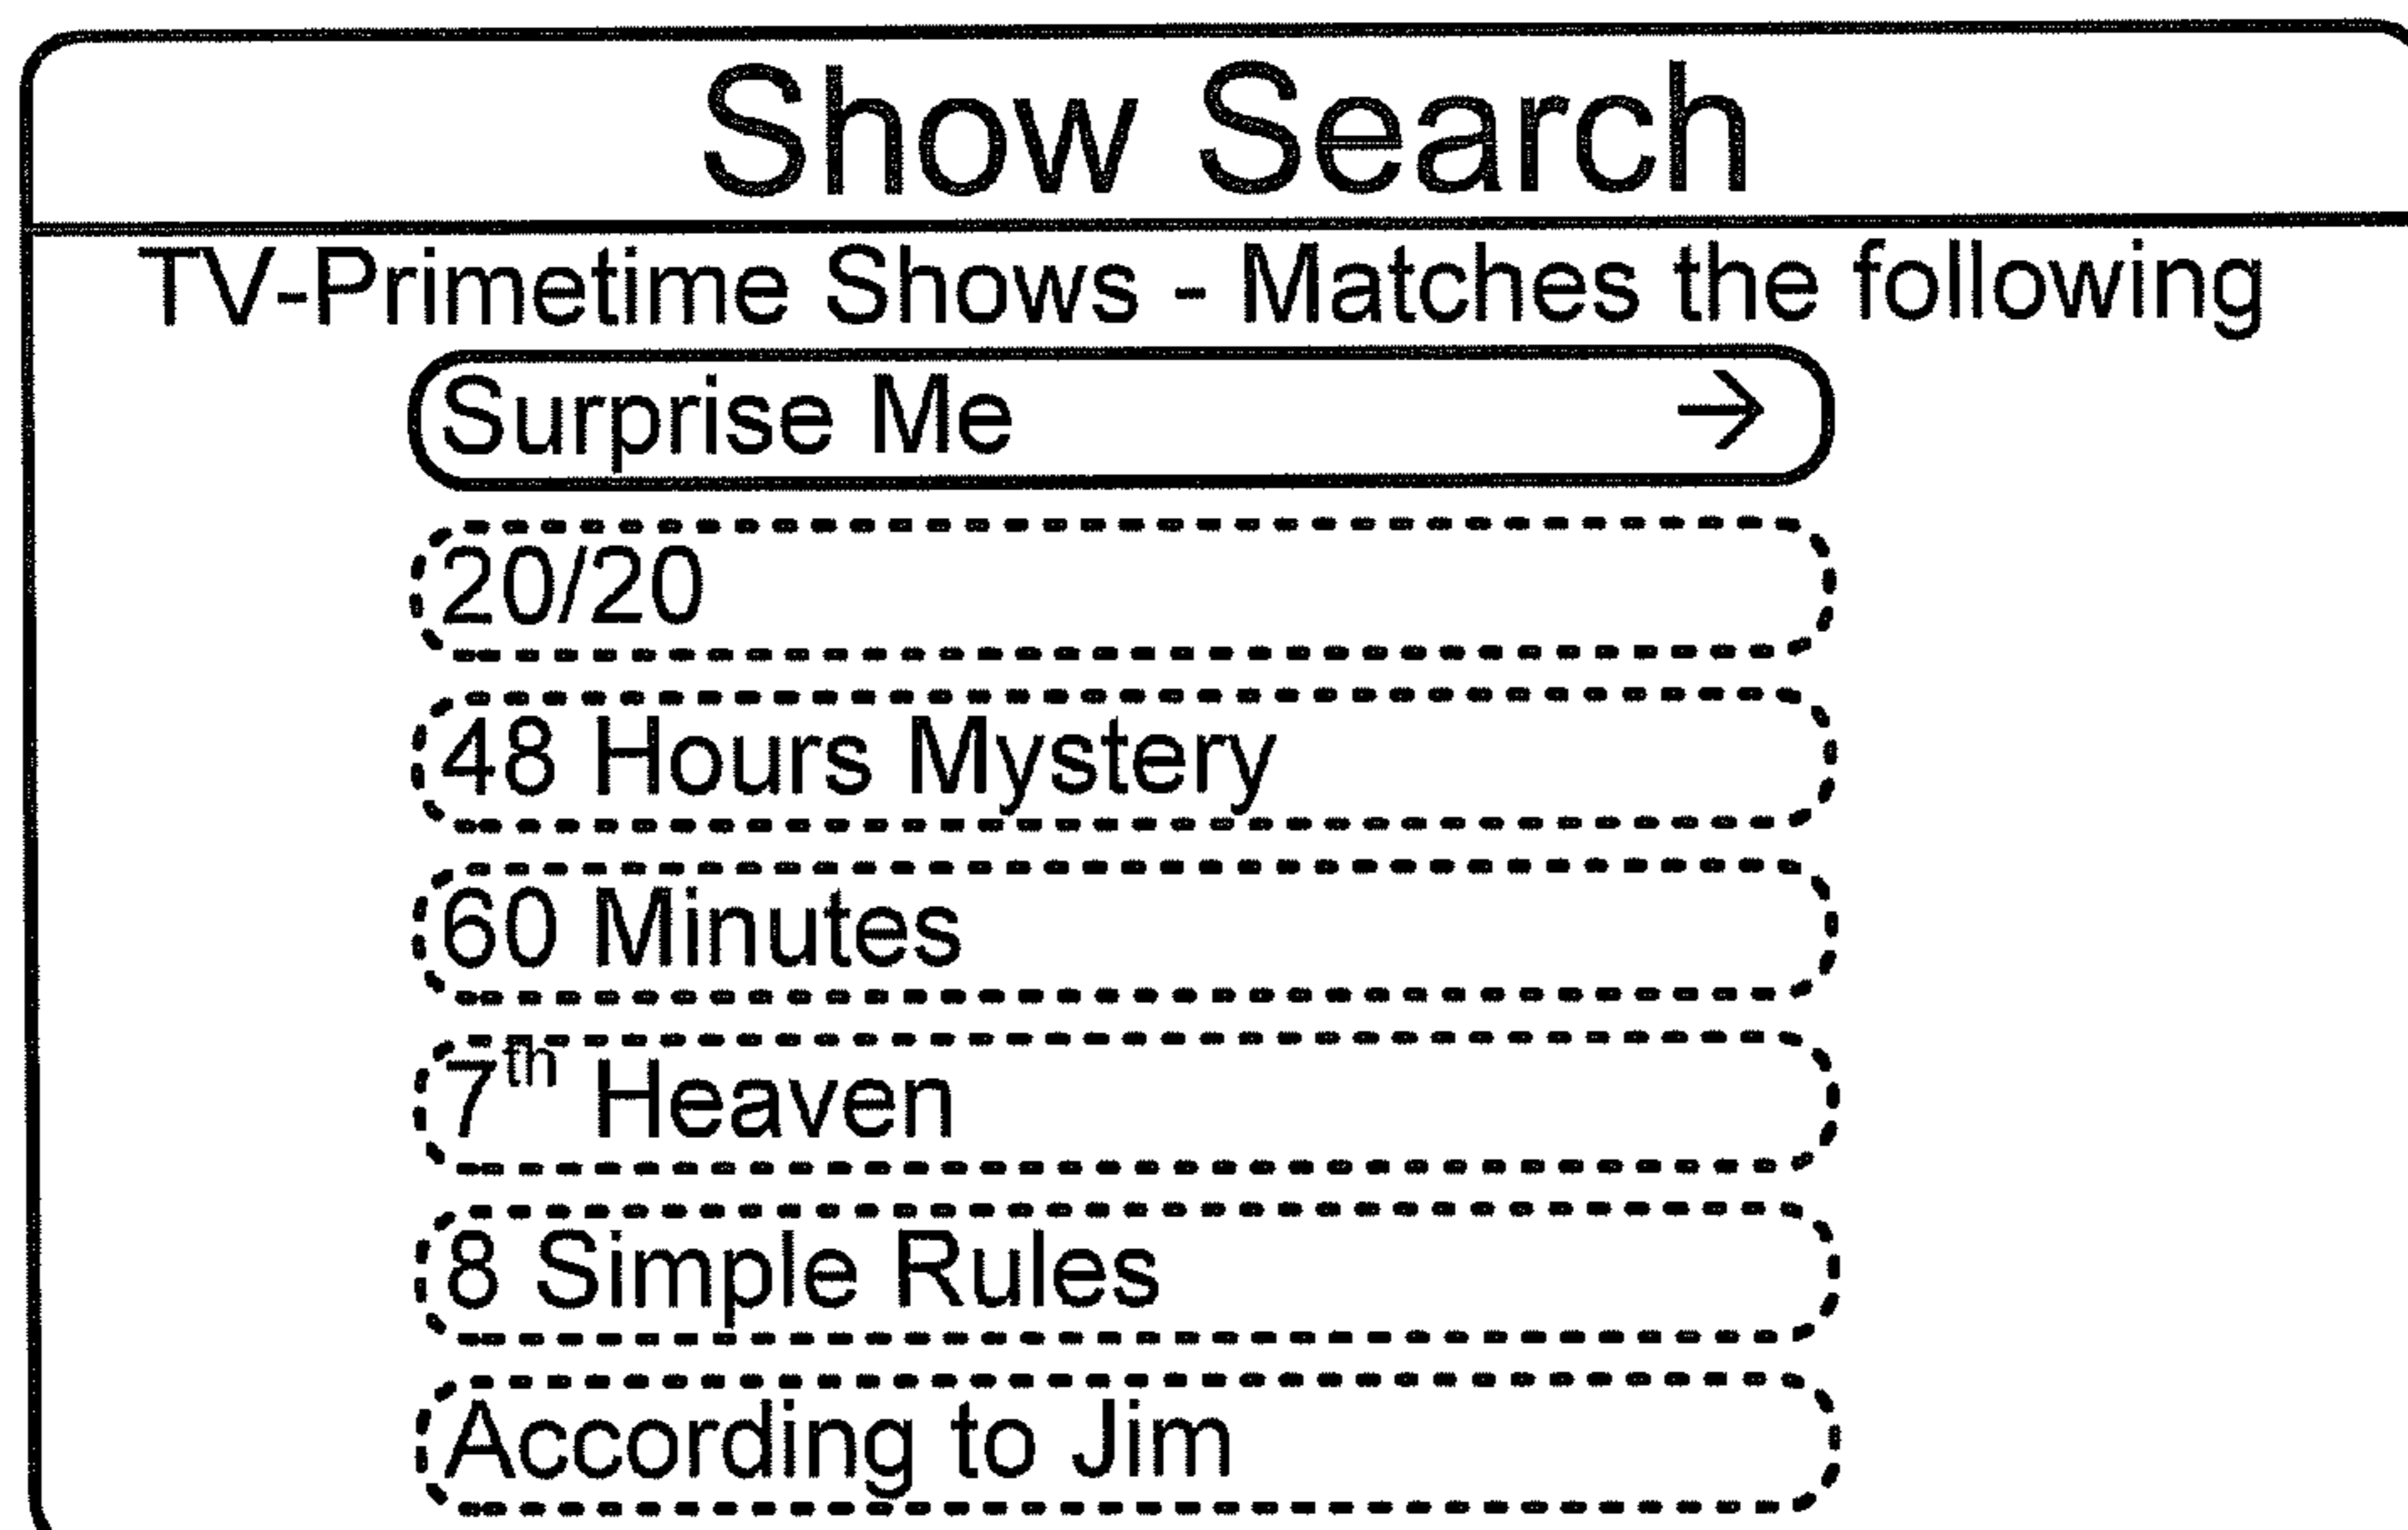 Show Search
TV-Primetime Shows - Matches the following
Surprise Me →
20/20
48 Hours Mystery
60 Minutes
7th Heaven
8 Simple Rules
According to Jim